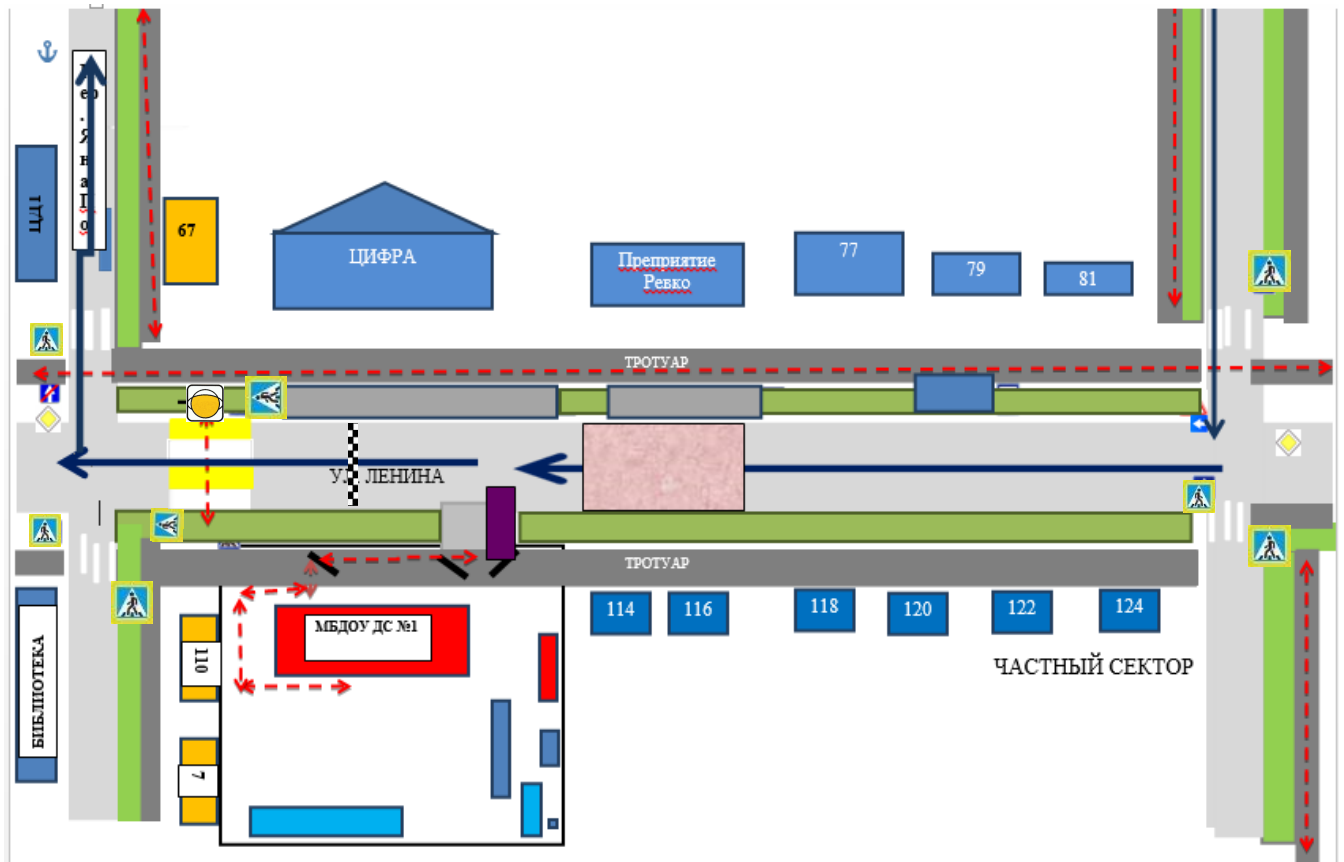 ЦДТ
67
ЦИФРА
Преприятие
Ревко
77
79
81
ТРОТУАР
УЛ. ЛЕНИНА
ТРОТУАР
МБДОУ ДС №1
114
116
118
120
122
124
ЧАСТНЫЙ СЕКТОР
110
7
БИБЛИОТЕКА